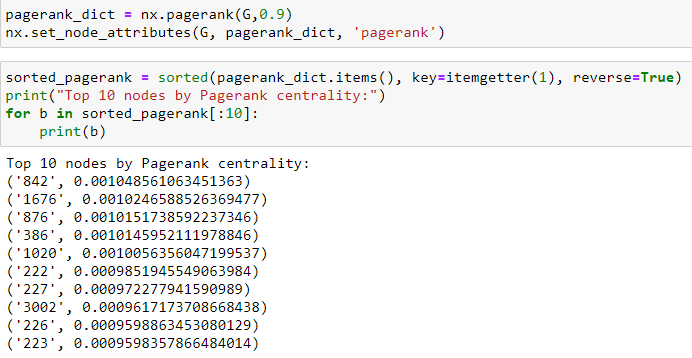 pagerank_dict = nx.pagerank(G,0.9)
nx.set_node_attributes(G, pagerank_dict, 'pagerank')
sorted_pagerank = sorted(pagerank_dict.items(), key=itemgetter(1), reverse=True)
print("Top 10 nodes by Pagerank centrality:")
for b in sorted_pagerank[:10]:
    print(b)
Top 10 nodes by Pagerank centrality:
('842', 0.001048561063451363)
('1676', 0.0010246588526369477)
('876', 0.0010151738592237346)
('386', 0.0010145952111978846)
('1020', 0.0010056356047199537)
('222', 0.0009851945549063984)
('227', 0.000972277941590989)
('3002', 0.0009617173708668438)
('226', 0.0009598863453080129)
('223', 0.0009598357866484014)